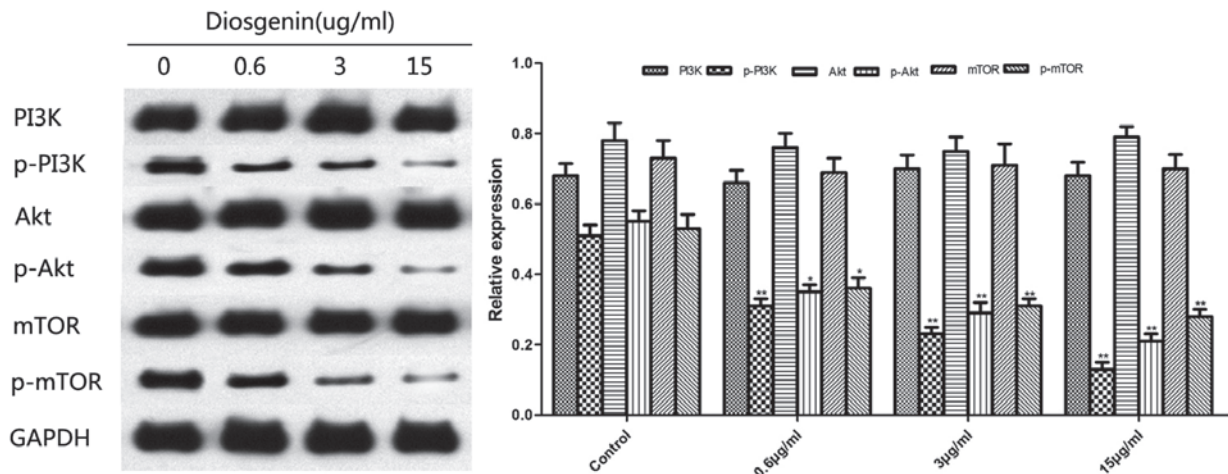 Diosgenin(ug/ml)
0 0.6 3 15
PI3K
p-PI3K
Akt
p-Akt
mTOR
p-mTOR
GAPDH
PI3K p-PI3K Akt p-Akt mTOR p-mTOR
Relative expression
1.0
0.8
0.6
0.4
0.2
0.0
** * *
** ** **
** ** **
Control 0.6μg/ml 3μg/ml 15μg/ml